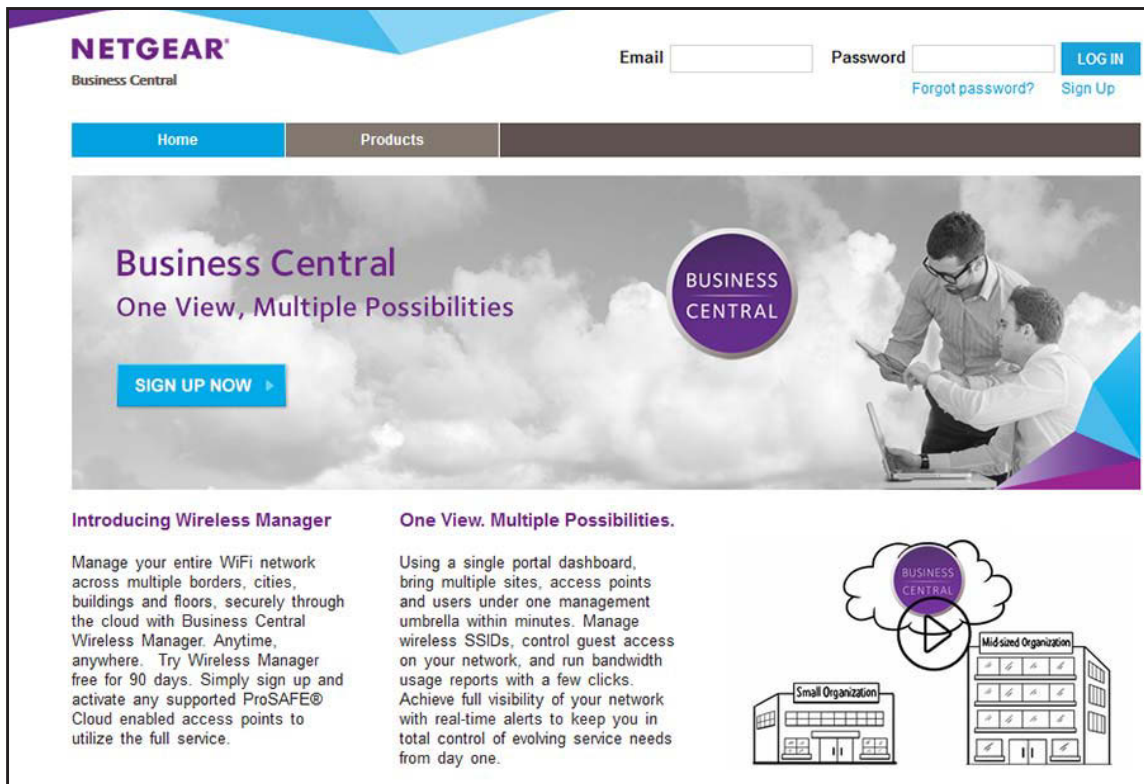 NETGEAR®
Business Central
Email
Password
LOG IN
Forgot password?
Sign Up
Home
Products
Business Central
One View, Multiple Possibilities
SIGN UP NOW
BUSINESS
CENTRAL
Introducing Wireless Manager
Manage your entire WiFi network
across multiple borders, cities,
buildings and floors, securely through
the cloud with Business Central
Wireless Manager. Anytime,
anywhere. Try Wireless Manager
free for 90 days. Simply sign up and
activate any supported ProSAFE®
Cloud enabled access points to
utilize the full service.
One View. Multiple Possibilities.
Using a single portal dashboard,
bring multiple sites, access points
and users under one management
umbrella within minutes. Manage
wireless SSIDs, control guest access
on your network, and run bandwidth
usage reports with a few clicks.
Achieve full visibility of your network
with real-time alerts to keep you in
total control of evolving service needs
from day one.
BUSINESS
CENTRAL
Small Organization
Mid-sized Organization